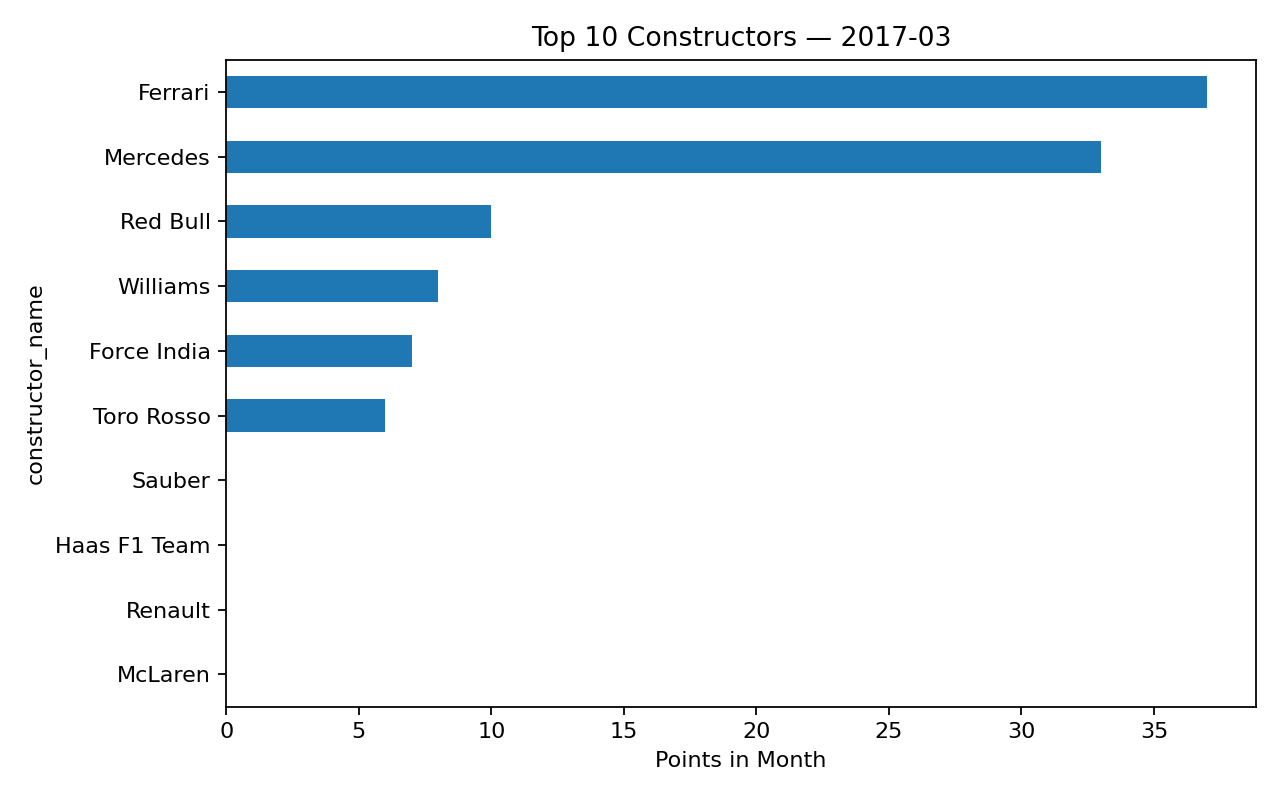 Top 10 Constructors — 2017-03
constructor_name
Ferrari
Mercedes
Red Bull
Williams
Force India
Toro Rosso
Sauber
Haas F1 Team
Renault
McLaren
0 5 10 15 20 25 30 35
Points in Month